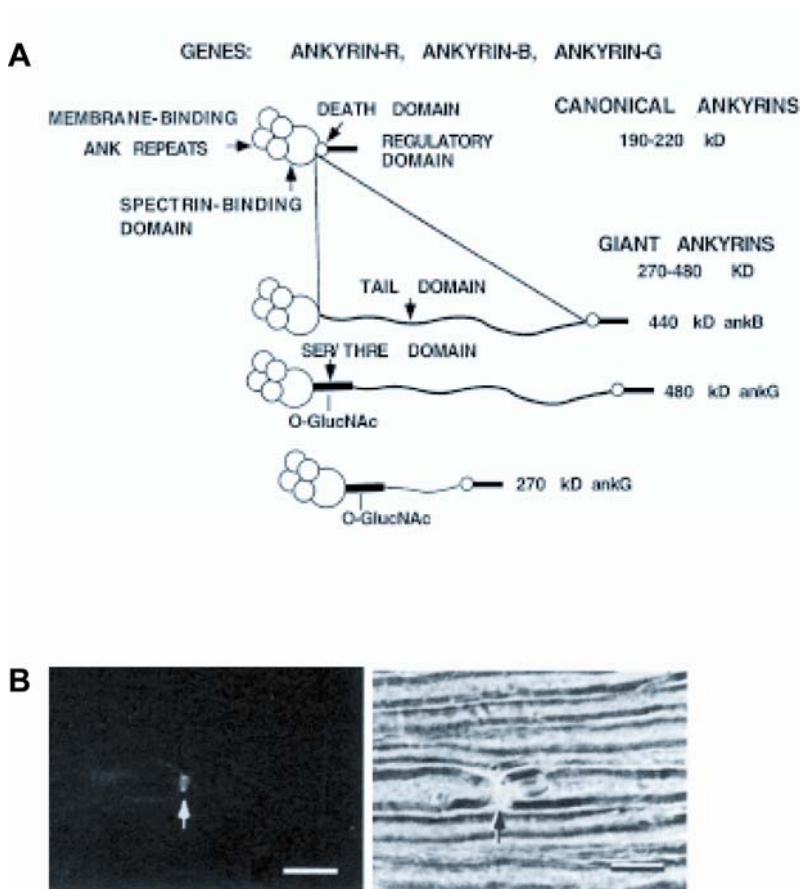 A
GENES: ANKYRIN-R, ANKYRIN-B, ANKYRIN-G
MEMBRANE-BINDING
ANK REPEATS
DEATH DOMAIN
REGULATORY
DOMAIN
CANONICAL ANKYRINS
190-220 kD
SPECTRIN-BINDING
DOMAIN
GIANT ANKYRINS
270-480 KD
TAIL DOMAIN
440 kD ankB
SER/THRE DOMAIN
480 kD ankG
O-GlucNAc
270 kD ankG
O-GlucNAc
B